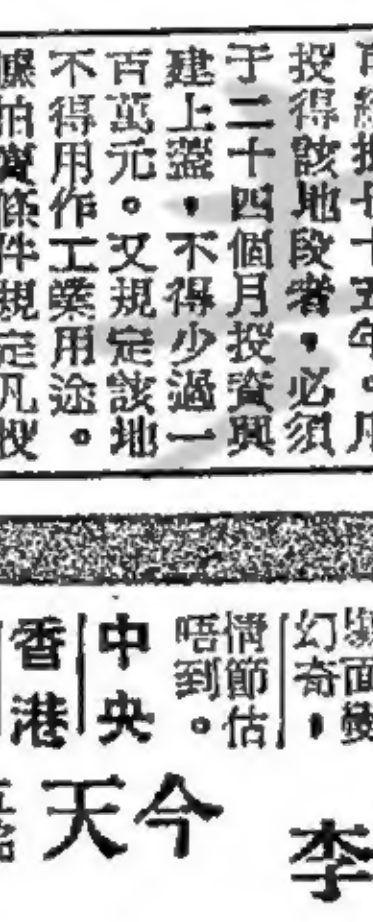 投得該地段者，必須
于二十四個月投資興
建上蓋，不得少過一
百萬元。又規定該地
不得用作工業用途。
拍賣條件規定凡投
幻奇，
情節估
唔到。
中央
香港
李
今天